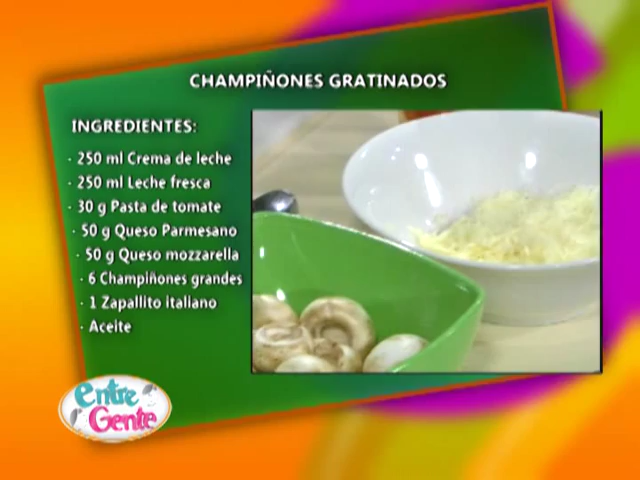 CHAMPIÑONES GRATINADOS
INGREDIENTES:
· 250 ml Crema de leche
· 250 ml Leche fresca
· 30 g Pasta de tomate
· 50 g Queso Parmesano
· 50 g Queso mozzarella
· 6 Champiñones grandes
· 1 Zapallito italiano
· Aceite
entre
Gente